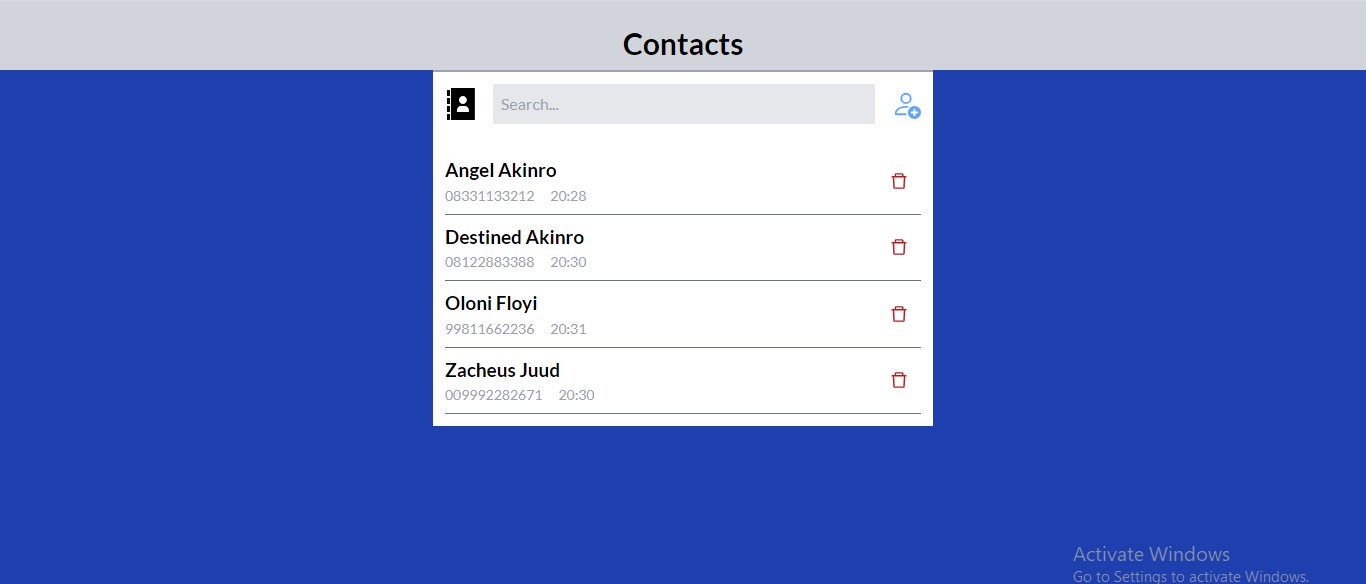 Contacts
Search...
Angel Akinro
08331133212 20:28
Destined Akinro
08122883388 20:30
Oloni Floyi
99811662236 20:31
Zacheus Juud
009992282671 20:30
Activate Windows
Go to Settings to activate Windows.